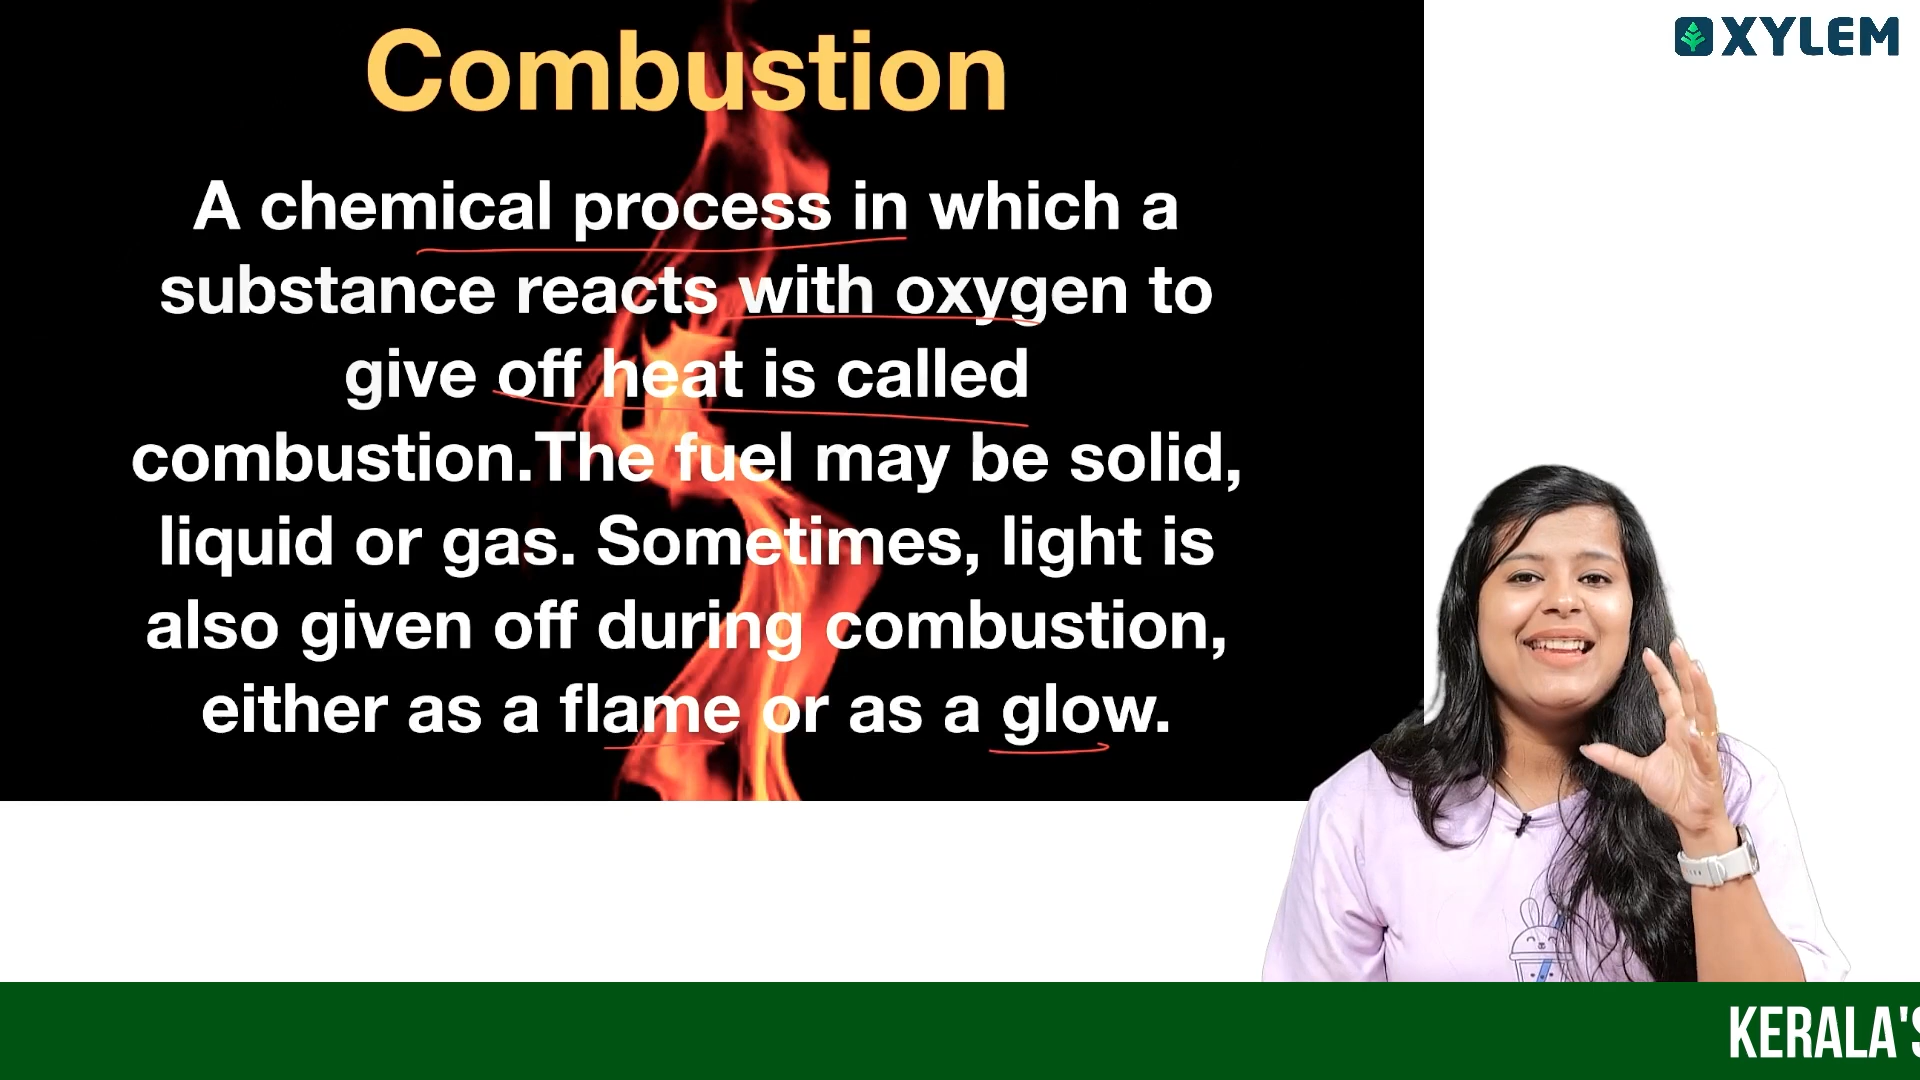 Combustion
XYLEM
A chemical process in which a
substance reacts with oxygen to
give off heat is called
combustion.The fuel may be solid,
liquid or gas. Sometimes, light is
also given off during combustion,
either as a flame or as a glow.
KERALA'S